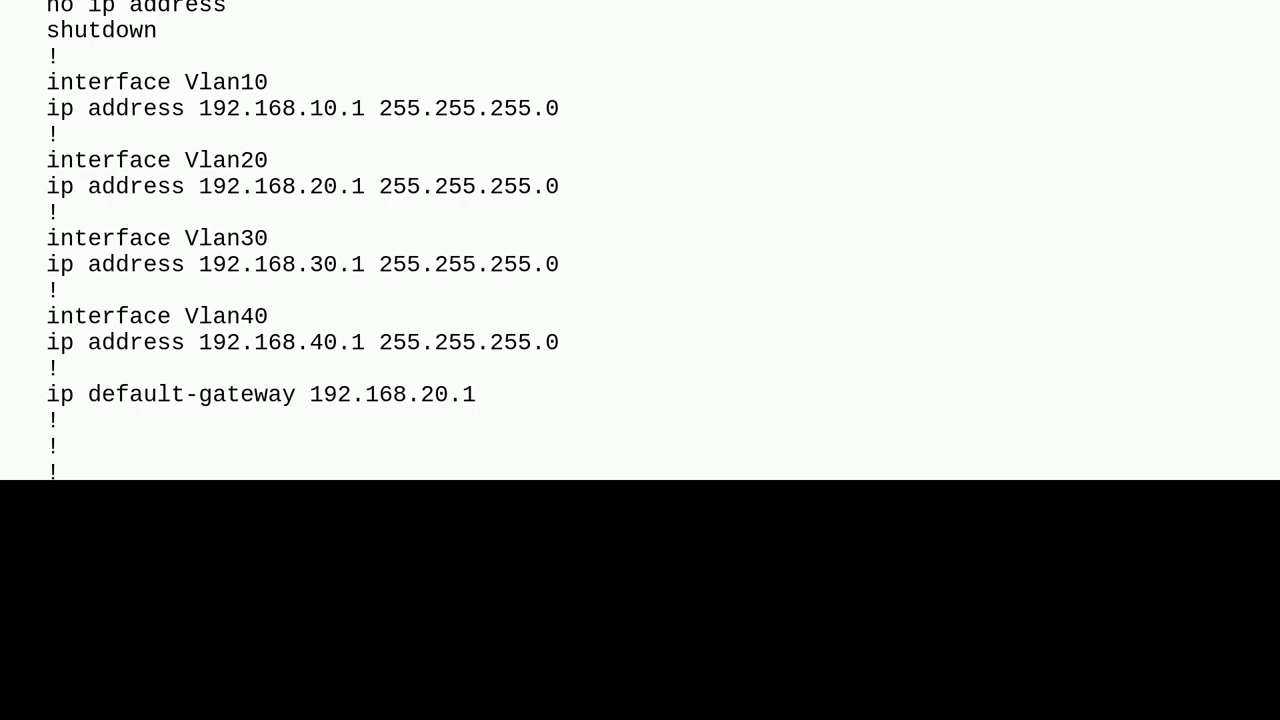 no ip address
shutdown
!
interface Vlan10
ip address 192.168.10.1 255.255.255.0
!
interface Vlan20
ip address 192.168.20.1 255.255.255.0
!
interface Vlan30
ip address 192.168.30.1 255.255.255.0
!
interface Vlan40
ip address 192.168.40.1 255.255.255.0
!
ip default-gateway 192.168.20.1
!
!
!